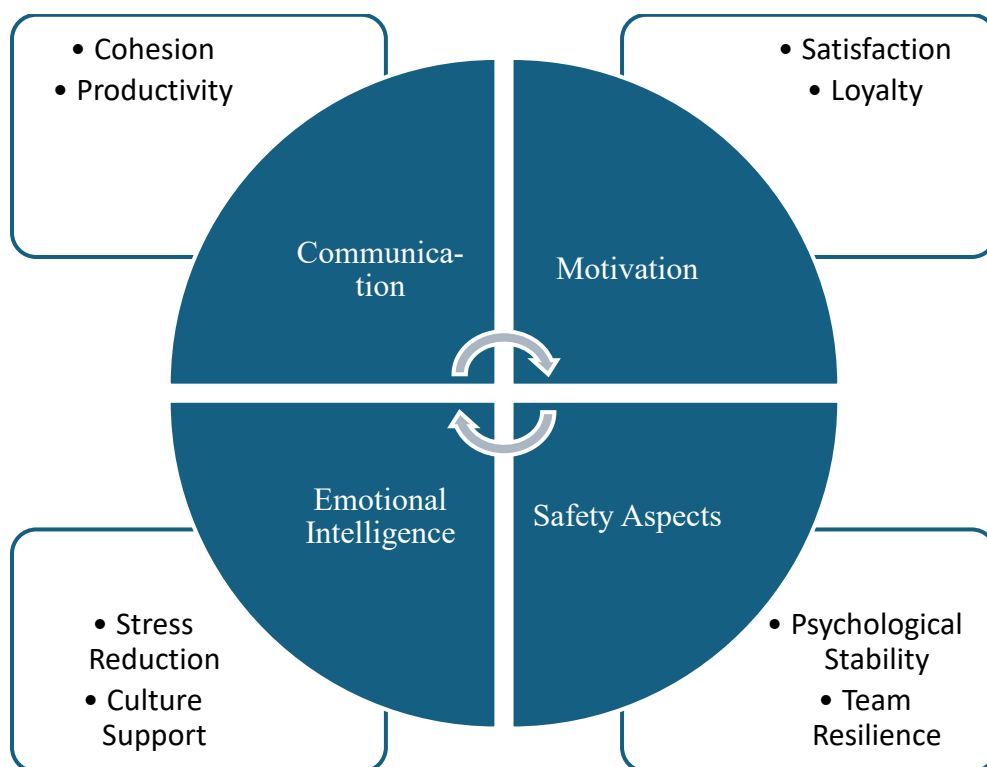 • Cohesion
• Productivity
• Satisfaction
• Loyalty
Communica-
tion
Motivation
Emotional
Intelligence
Safety Aspects
• Stress
Reduction
• Culture
Support
• Psychological
Stability
• Team
Resilience